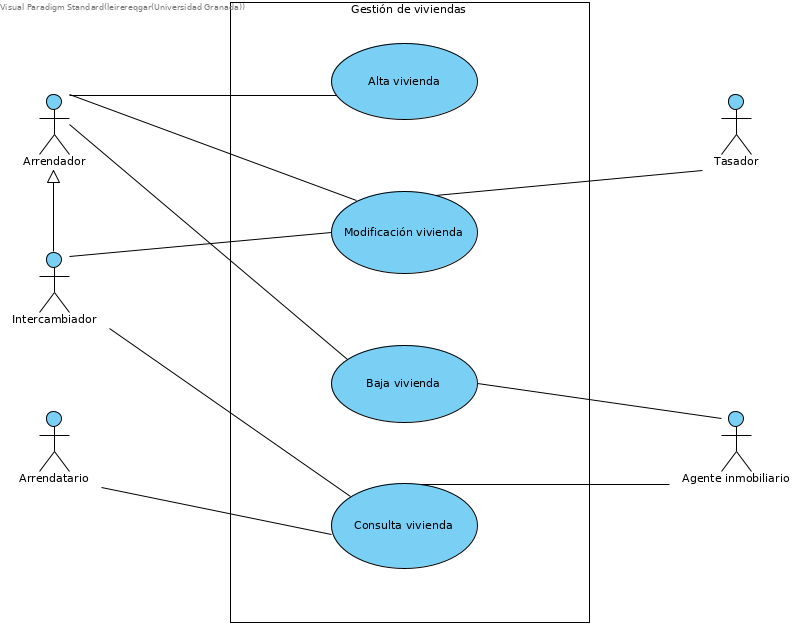 Visual Paradigm Standard(leirereqgar(Universidad Granada))
Gestión de viviendas
Alta vivienda
Arrendador
Tasador
Modificación vivienda
Intercambiador
Baja vivienda
Arrendatario
Agente inmobiliario
Consulta vivienda